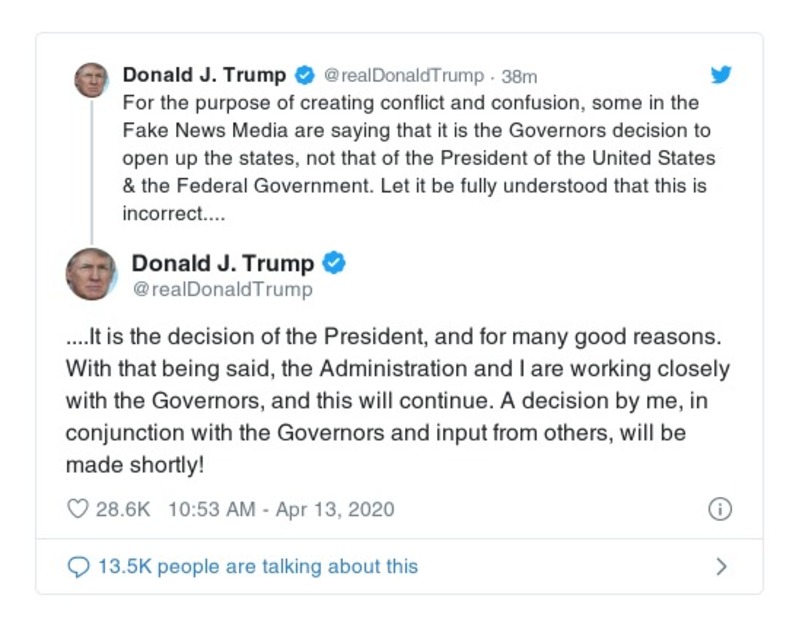 Donald J. Trump @realDonaldTrump · 38m
For the purpose of creating conflict and confusion, some in the
Fake News Media are saying that it is the Governors decision to
open up the states, not that of the President of the United States
& the Federal Government. Let it be fully understood that this is
incorrect....
Donald J. Trump
@realDonaldTrump
....It is the decision of the President, and for many good reasons.
With that being said, the Administration and I are working closely
with the Governors, and this will continue. A decision by me, in
conjunction with the Governors and input from others, will be
made shortly!
28.6K 10:53 AM - Apr 13, 2020
13.5K people are talking about this